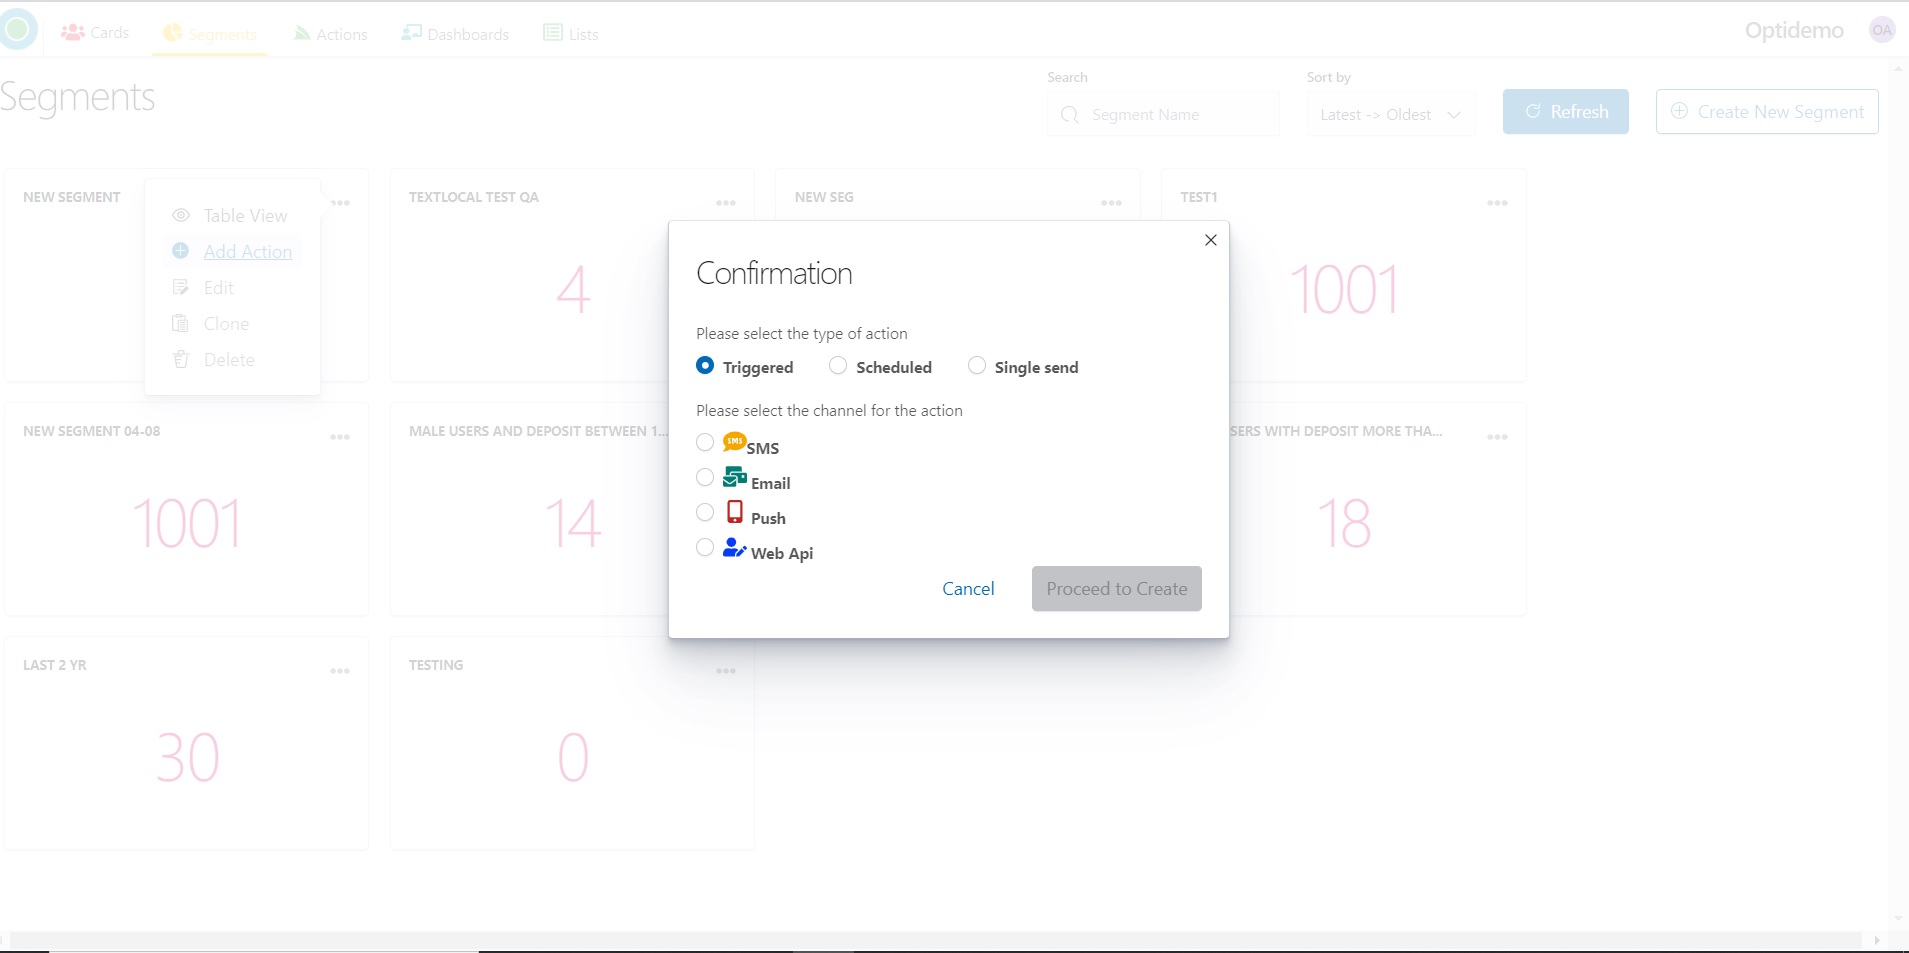 Cards
Segments
Actions
Dashboards
Lists
Optidemo
OA
Segments
Search
Segment Name
Sort by
Latest -> Oldest
Refresh
Create New Segment
NEW SEGMENT
Table View
Add Action
Edit
Clone
Delete
TEXTLOCAL TEST QA
4
NEW SEG
TEST1
1001
Confirmation
Please select the type of action
Triggered
Scheduled
Single send
Please select the channel for the action
SMS SMS
Email
Push
Web Api
Cancel
Proceed to Create
NEW SEGMENT 04-08
1001
MALE USERS AND DEPOSIT BETWEEN 1...
14
SERS WITH DEPOSIT MORE THA...
18
LAST 2 YR
30
TESTING
0